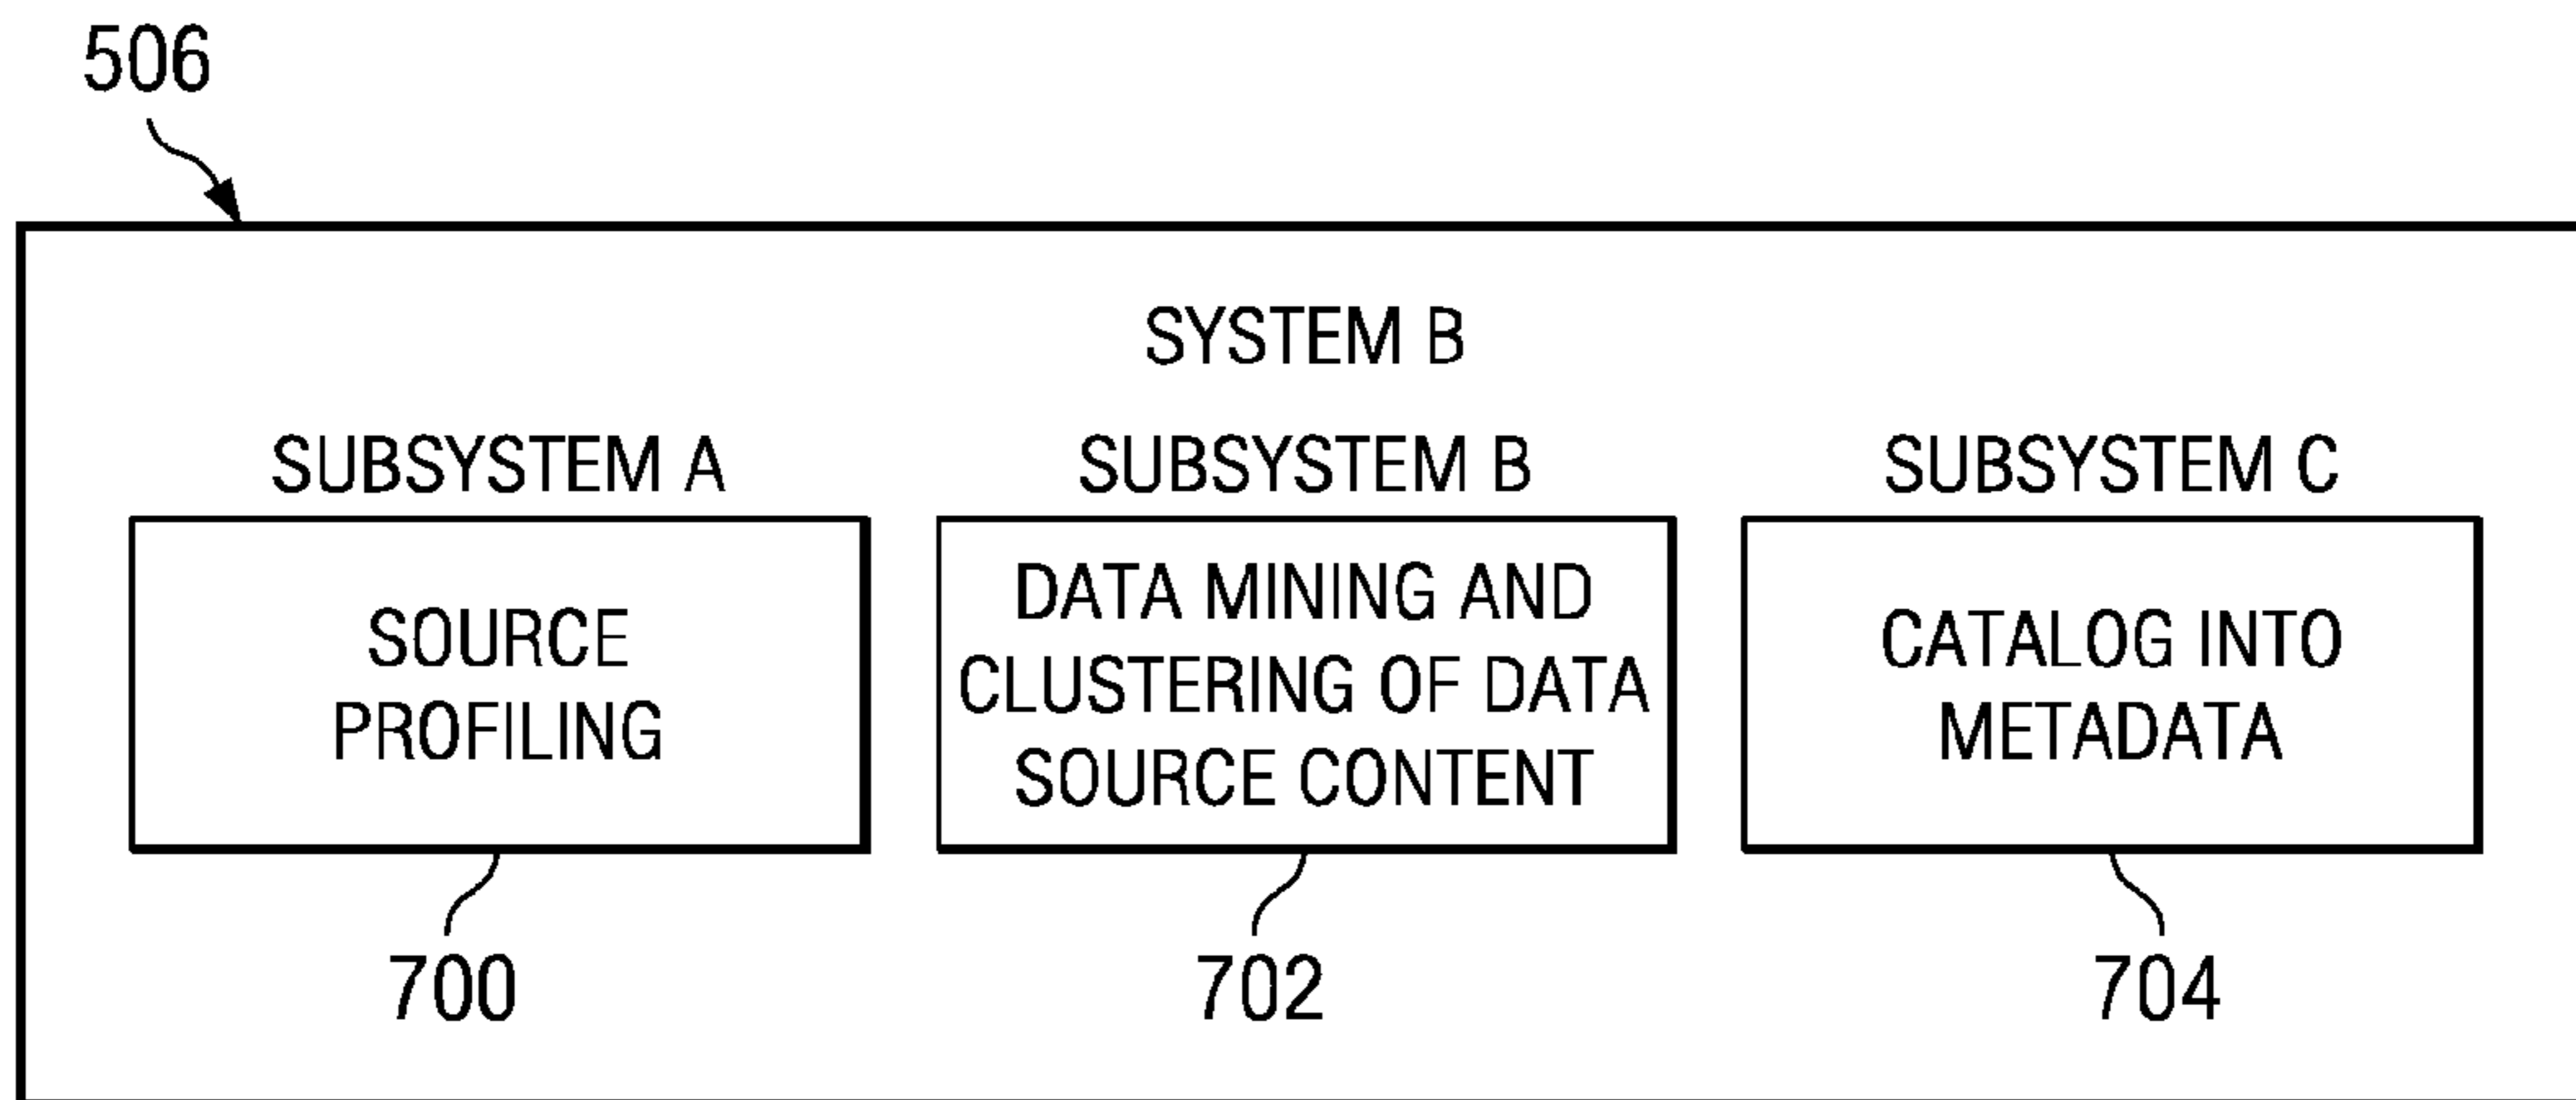 506
SYSTEM B
SUBSYSTEM A
SOURCE
PROFILING
700
SUBSYSTEM B
DATA MINING AND
CLUSTERING OF DATA
SOURCE CONTENT
702
SUBSYSTEM C
CATALOG INTO
METADATA
704